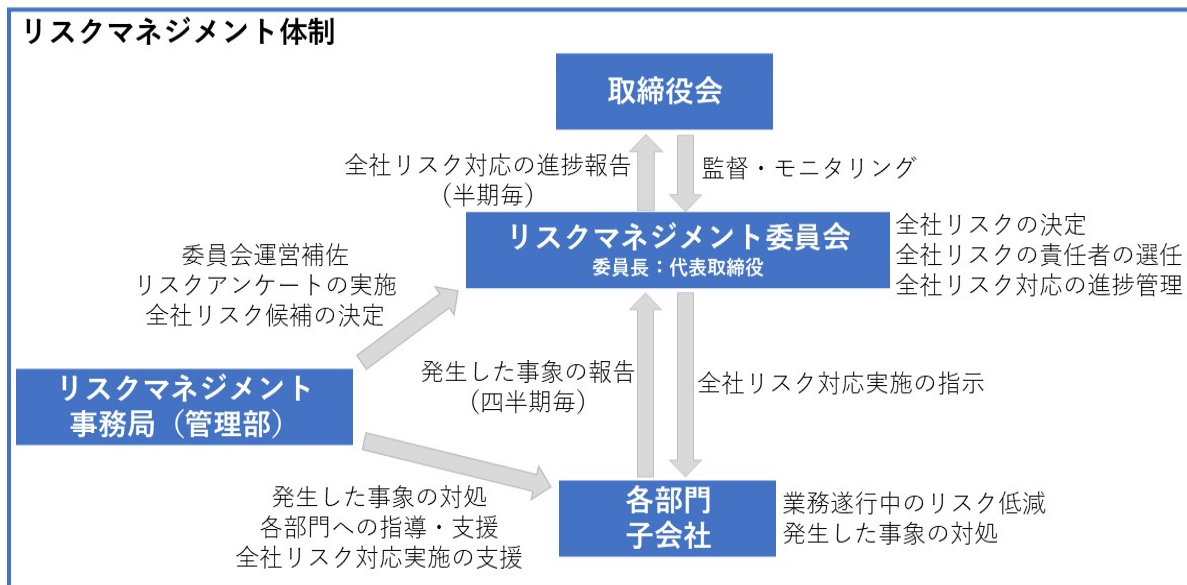 リスクマネジメント体制
取締役会
全社リスク対応の進捗報告
(半期毎)
監督・モニタリング
リスクマネジメント委員会
委員長：代表取締役
全社リスクの決定
全社リスクの責任者の選任
全社リスク対応の進捗管理
委員会運営補佐
リスクアンケートの実施
全社リスク候補の決定
リスクマネジメント
事務局（管理部）
発生した事象の報告
(四半期毎)
全社リスク対応実施の指示
発生した事象の対処
各部門への指導・支援
全社リスク対応実施の支援
各部門
子会社
業務遂行中のリスク低減
発生した事象の対処